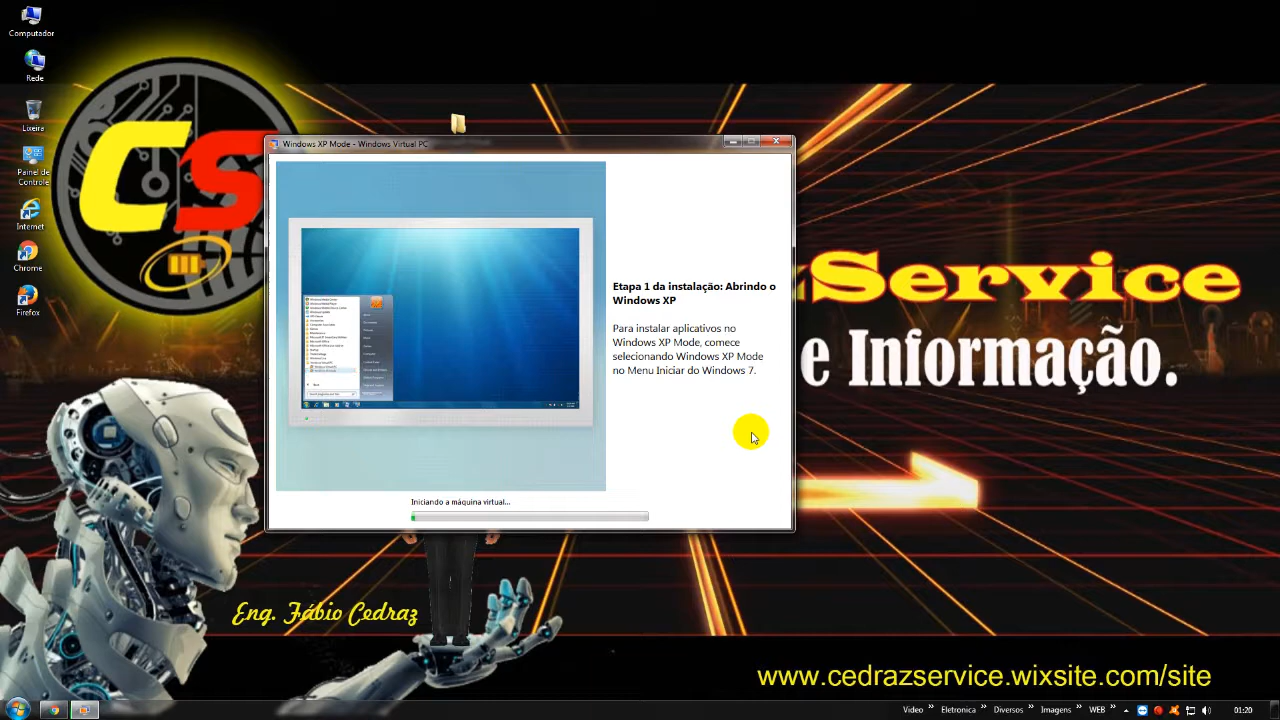 Computador
Rede
Lixeira
Painel de
Controle
Internet
Chrome
Firefox
CS
Windows XP Mode - Windows Virtual PC
Etapa 1 da instalação: Abrindo o
Windows XP
Para instalar aplicativos no
Windows XP Mode, comece
selecionando Windows XP Mode
no Menu Iniciar do Windows 7.
Iniciando a máquina virtual...
Service
e Informação.
Eng. Fábio Cedraz
www.cedrazservice.wixsite.com/site
Video » Eletronica » Diversos » Imagens » WEB » 01:20